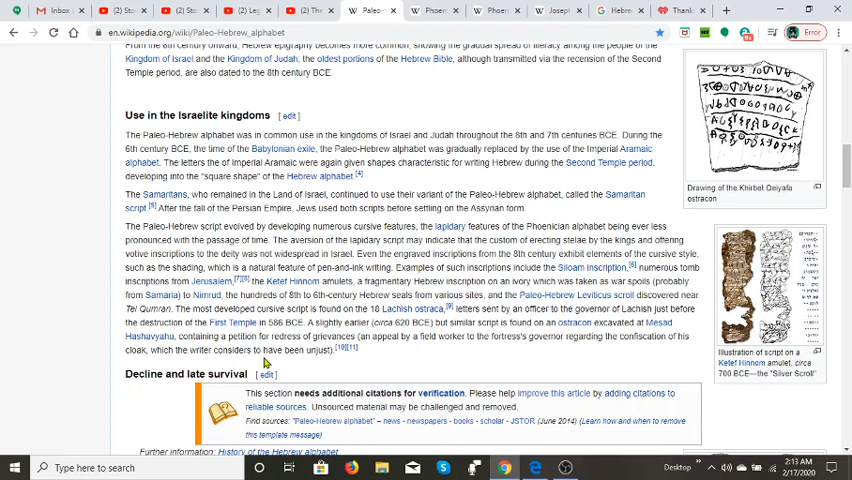 Inbox
(2) Sto
(2) Sto
(2) Leg
(2) The
Paleo-
Phoen
Phoen
Joseph
Hebre
Thank
en.wikipedia.org/wiki/Paleo-Hebrew_alphabet
Error
From the 8th century onward, Hebrew epigraphy becomes more common, showing the gradual spread of literacy among the people of the
Kingdom of Israel and the Kingdom of Judah; the oldest portions of the Hebrew Bible, although transmitted via the recension of the Second
Temple period, are also dated to the 8th century BCE.
Use in the Israelite kingdoms [ edit ]
The Paleo-Hebrew alphabet was in common use in the kingdoms of Israel and Judah throughout the 8th and 7th centuries BCE. During the
6th century BCE, the time of the Babylonian exile, the Paleo-Hebrew alphabet was gradually replaced by the use of the Imperial Aramaic
alphabet. The letters the of Imperial Aramaic were again given shapes characteristic for writing Hebrew during the Second Temple period,
developing into the "square shape" of the Hebrew alphabet.[4]
The Samaritans, who remained in the Land of Israel, continued to use their variant of the Paleo-Hebrew alphabet, called the Samaritan
script.[5] After the fall of the Persian Empire, Jews used both scripts before settling on the Assyrian form.
The Paleo-Hebrew script evolved by developing numerous cursive features, the lapidary features of the Phoenician alphabet being ever less
pronounced with the passage of time. The aversion of the lapidary script may indicate that the custom of erecting stelae by the kings and offering
votive inscriptions to the deity was not widespread in Israel. Even the engraved inscriptions from the 8th century exhibit elements of the cursive style,
such as the shading, which is a natural feature of pen-and-ink writing. Examples of such inscriptions include the Siloam inscription,[6] numerous tomb
inscriptions from Jerusalem,[7][8] the Ketef Hinnom amulets, a fragmentary Hebrew inscription on an ivory which was taken as war spoils (probably
from Samaria) to Nimrud, the hundreds of 8th to 6th-century Hebrew seals from various sites, and the Paleo-Hebrew Leviticus scroll discovered near
Tel Qumran. The most developed cursive script is found on the 18 Lachish ostraca,[9] letters sent by an officer to the governor of Lachish just before
the destruction of the First Temple in 586 BCE. A slightly earlier (circa 620 BCE) but similar script is found on an ostracon excavated at Mesad
Hashavyahu, containing a petition for redress of grievances (an appeal by a field worker to the fortress's governor regarding the confiscation of his
cloak, which the writer considers to have been unjust).[10][11]
Decline and late survival [ edit ]
This section needs additional citations for verification. Please help improve this article by adding citations to
reliable sources. Unsourced material may be challenged and removed.
Find sources: "Paleo-Hebrew alphabet" – news · newspapers · books · scholar · JSTOR (June 2014) (Learn how and when to remove
this template message)
Further information: History of the Hebrew alphabet
Drawing of the Khirbet Qeiyafa
ostracon
Illustration of script on a
Ketef Hinnom amulet, circa
700 BCE—the "Silver Scroll"
Type here to search
Desktop
2:13 AM
2/17/2020